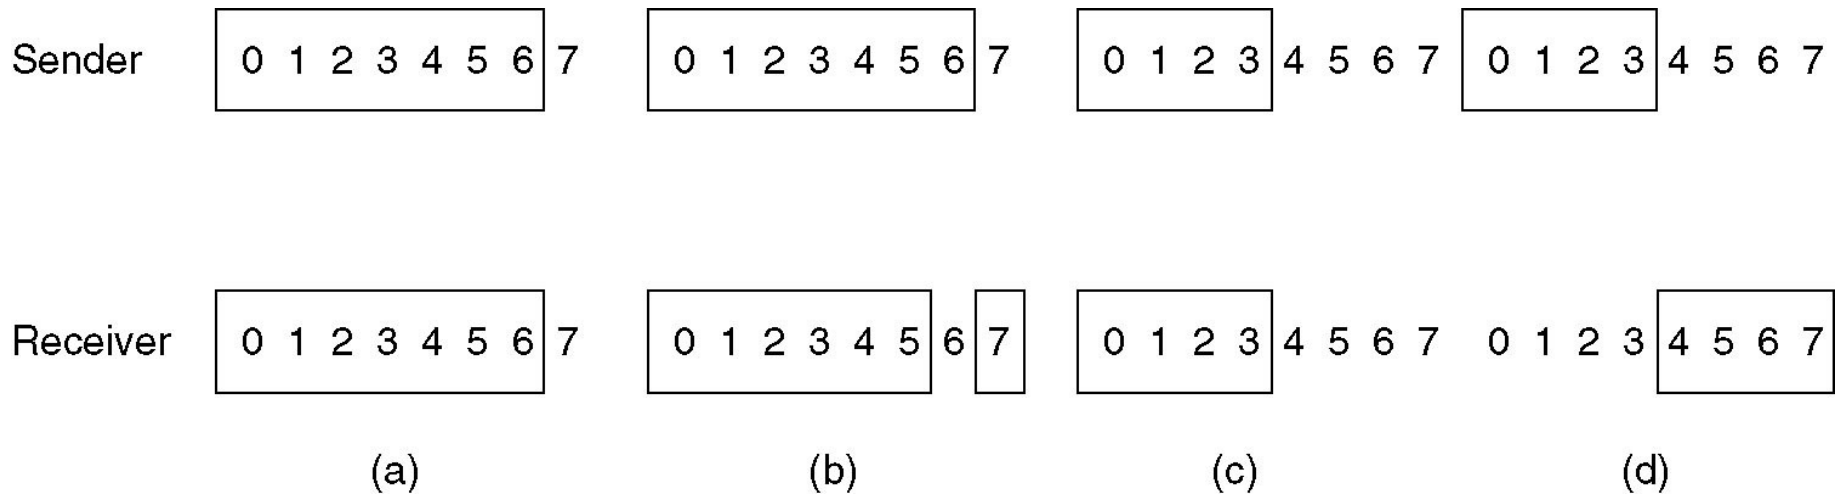 Sender 0 1 2 3 4 5 6 7 0 1 2 3 4 5 6 7 0 1 2 3 4 5 6 7 0 1 2 3 4 5 6 7
Receiver 0 1 2 3 4 5 6 7 0 1 2 3 4 5 6 7 0 1 2 3 4 5 6 7 0 1 2 3 4 5 6 7
(a) (b) (c) (d)